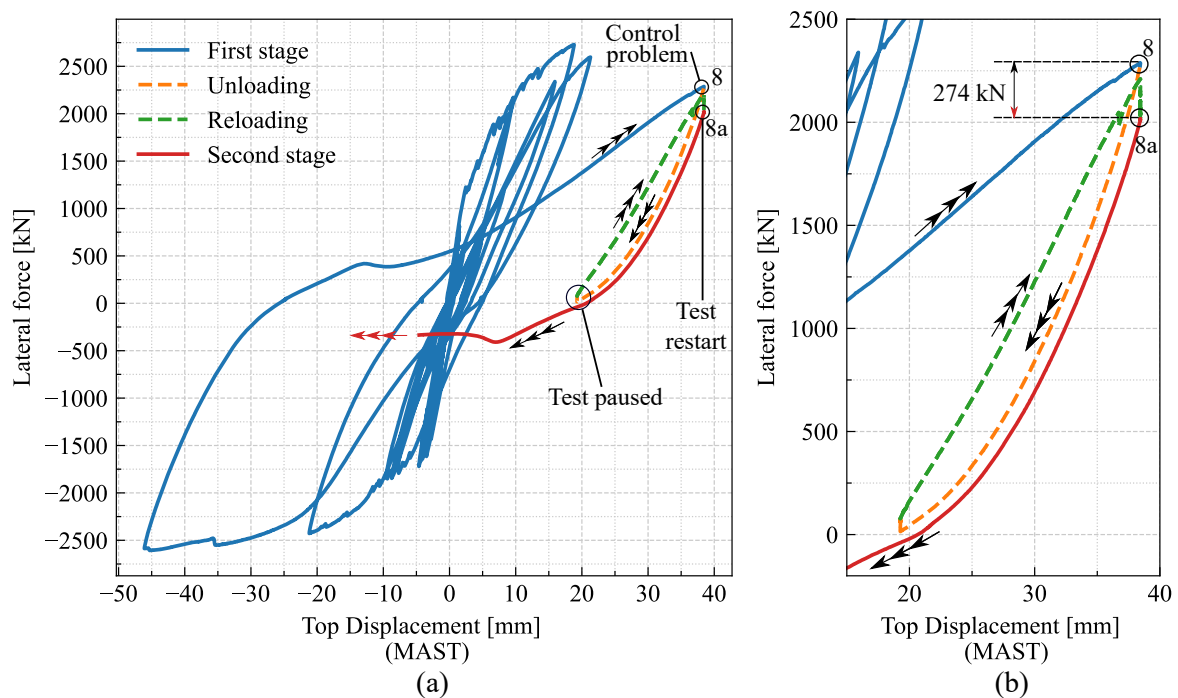 First stage
Unloading
Reloading
Second stage
Control
problem
8
8a
Test
restart
Test paused
2500
2000
1500
1000
500
0
−500
−1000
−1500
−2000
−2500
Lateral force [kN]
−50 −40 −30 −20 −10 0 10 20 30 40
Top Displacement [mm]
(MAST)
(a)
2500
2000
1500
1000
500
0
Lateral force [kN]
274 kN
8
8a
20 30 40
Top Displacement [mm]
(MAST)
(b)